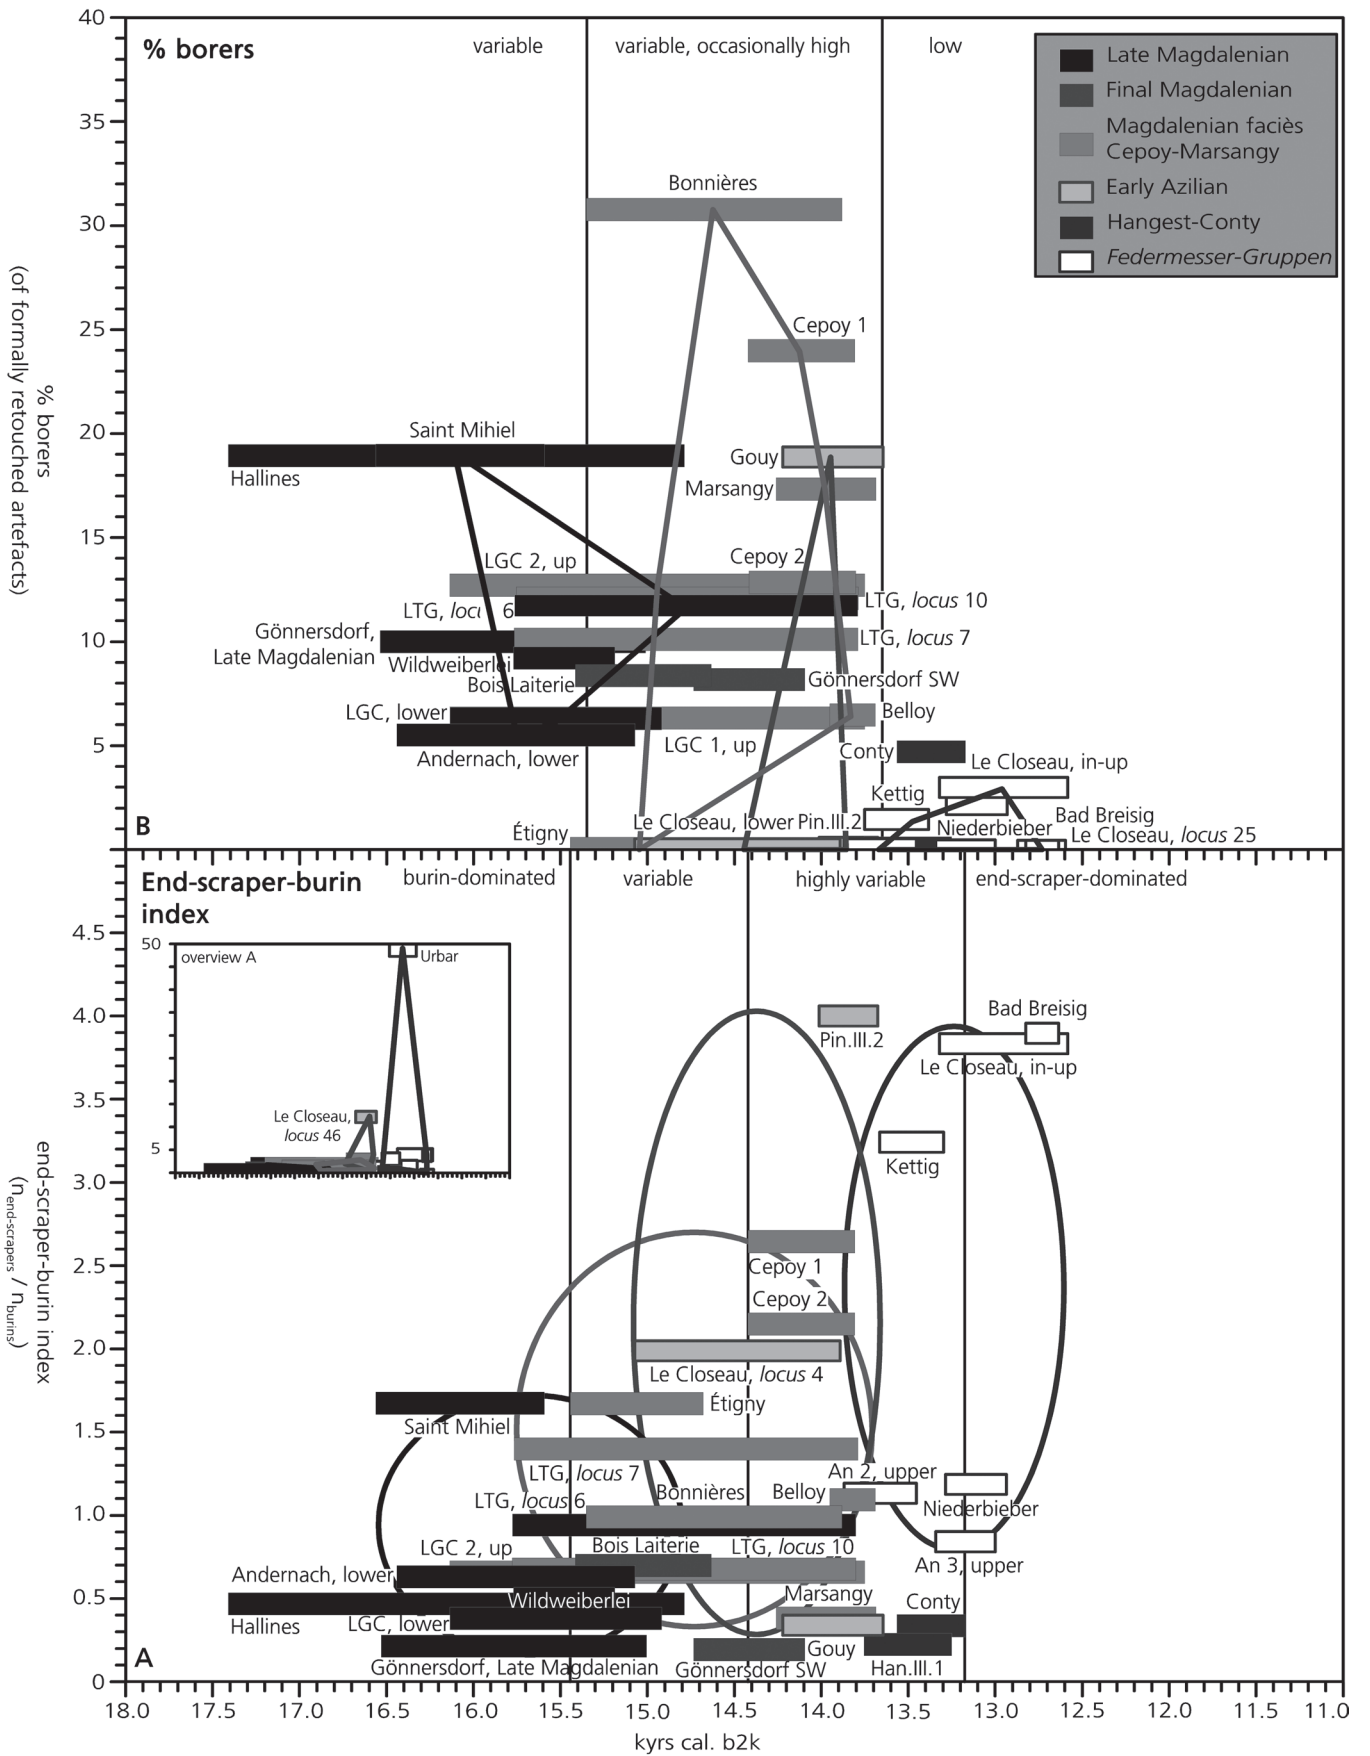 40
% borers
variable
variable, occasionally high
low
Late Magdalenian
Final Magdalenian
Magdalenian faciès
Cepoy-Marsangy
Early Azilian
Hangest-Conty
Federmesser-Gruppen
35
30
25
20
15
10
5
% borers
(of formally retouched artefacts)
Bonnières
Cepoy 1
Saint Mihiel
Hallines
Gouy
Marsangy
LGC 2, up
Cepoy 2
LTG, locus 6
LTG, locus 10
Gönnersdorf,
Late Magdalenian
LTG, locus 7
Wildweiberlei
Bois Laiterie
Gönnersdorf SW
LGC, lower
Belloy
LGC 1, up
Andernach, lower
Conty
Le Closeau, in-up
Kettig
Bad Breisig
Étigny
Le Closeau, lower
Pin.III.2
Niederbieber
Le Closeau, locus 25
B
End-scraper-burin
index
burin-dominated
variable
highly variable
end-scraper-dominated
4.5
4.0
3.5
3.0
2.5
2.0
1.5
1.0
0.5
0
end-scraper-burin index
(n end-scrapers / n burins)
50
5
overview A
Urbar
Le Closeau,
locus 46
Bad Breisig
Pin.III.2
Le Closeau, in-up
Kettig
Cepoy 1
Cepoy 2
Le Closeau, locus 4
Étigny
Saint Mihiel
LTG, locus 7
An 2, upper
Bonnières
Belloy
LTG, locus 6
Niederbieber
LGC 2, up
Bois Laiterie
LTG, locus 10
An 3, upper
Andernach, lower
Marsangy
Wildweiberlei
Conty
Hallines
LGC, lower
Gouy
Gönnersdorf, Late Magdalenian
Gönnersdorf SW
Han.III.1
A
18.0 17.5 17.0 16.5 16.0 15.5 15.0 14.5 14.0 13.5 13.0 12.5 12.0 11.5 11.0
kyrs cal. b2k